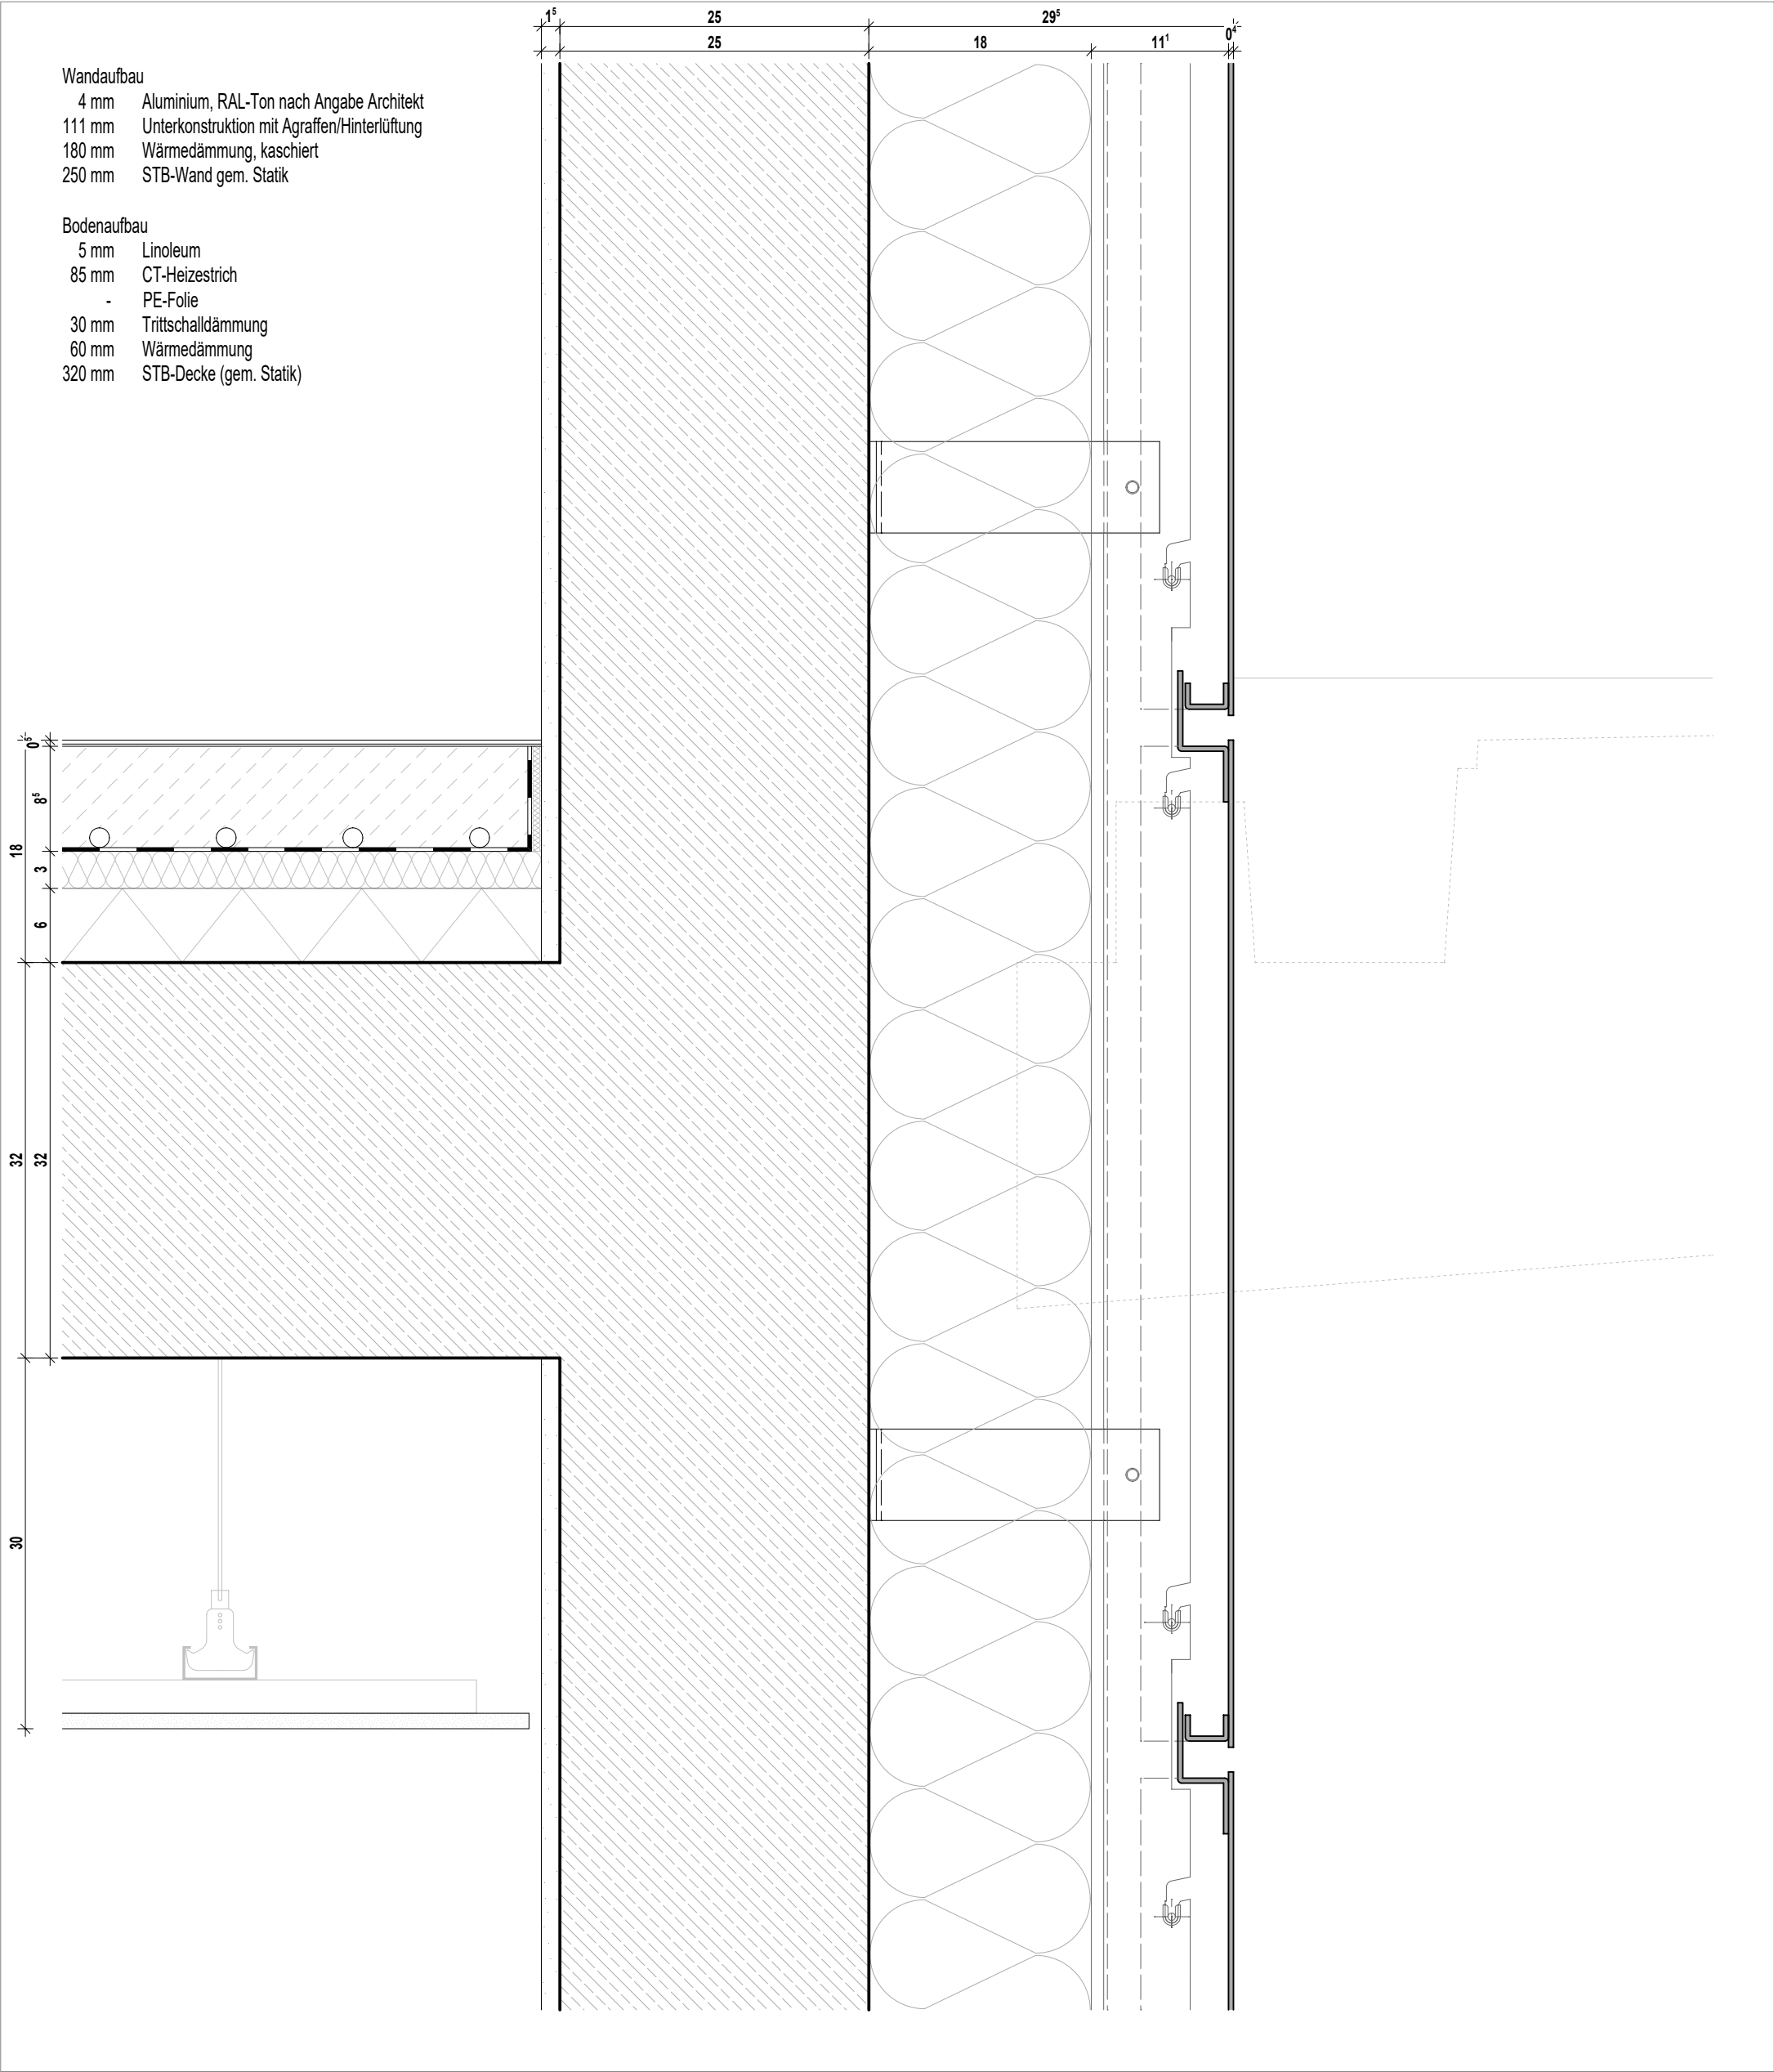 1⁵ 25 29⁵
25 18 11¹ 0⁴
Wandaufbau
4 mm Aluminium, RAL-Ton nach Angabe Architekt
111 mm Unterkonstruktion mit Agraffen/Hinterlüftung
180 mm Wärmedämmung, kaschiert
250 mm STB-Wand gem. Statik
Bodenaufbau
5 mm Linoleum
85 mm CT-Heizestrich
- PE-Folie
30 mm Trittschalldämmung
60 mm Wärmedämmung
320 mm STB-Decke (gem. Statik)
0⁵
8⁵
18
3
6
32 32
30